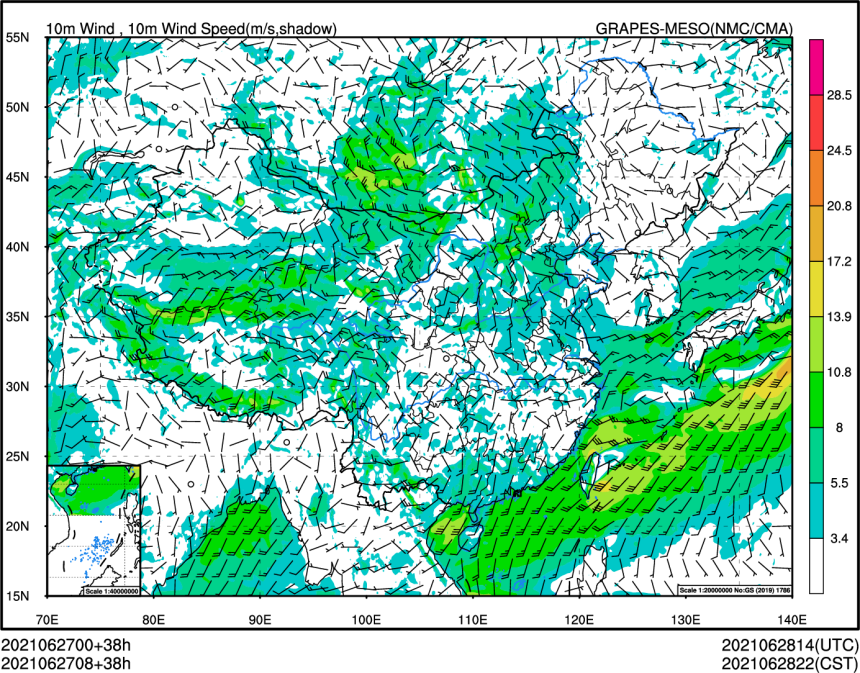 10m Wind , 10m Wind Speed(m/s,shadow) GRAPES-MESO(NMC/CMA)
55N
50N
45N
40N
35N
30N
25N
20N
15N
28.5
24.5
20.8
17.2
13.9
10.8
8
5.5
3.4
Scale 1:40000000
Scale 1:20000000 No:GS (2019) 1786
70E 80E 90E 100E 110E 120E 130E 140E
2021062700+38h 2021062814(UTC)
2021062708+38h 2021062822(CST)